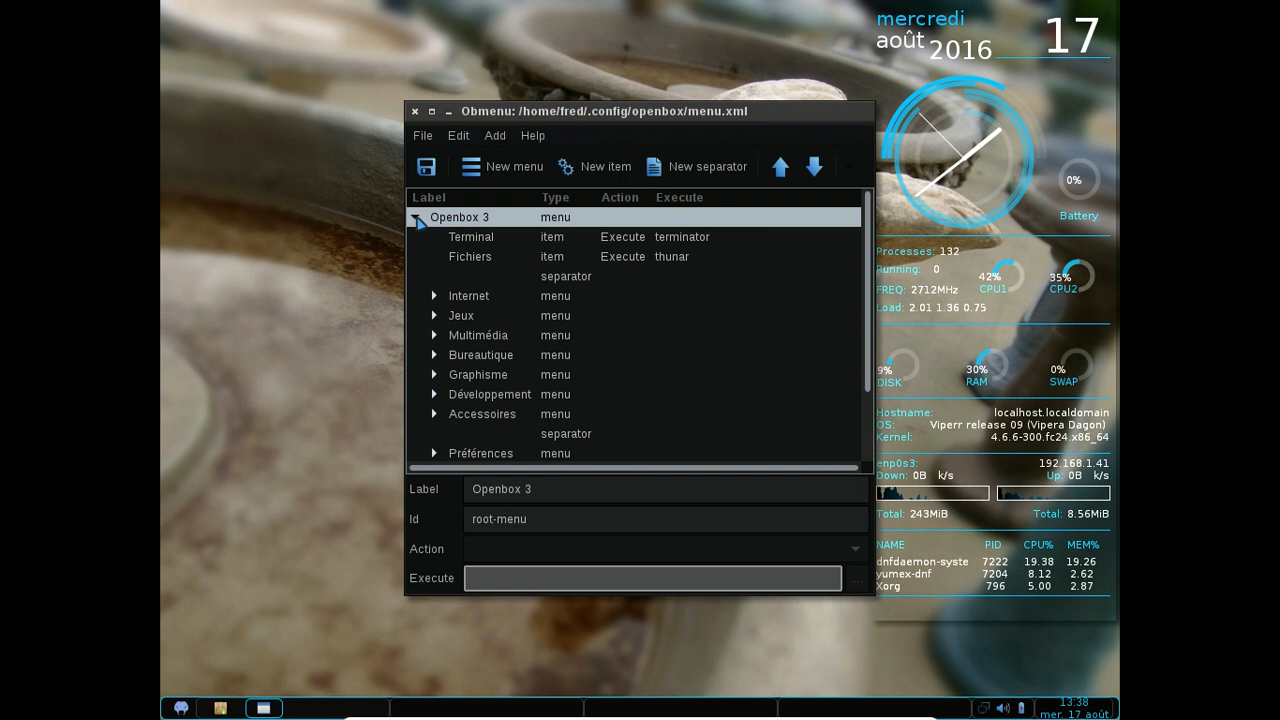 mercredi
août 2016 17
Obmenu: /home/fred/.config/openbox/menu.xml
File Edit Add Help
New menu New item New separator
Label Type Action Execute
Openbox 3 menu
Terminal item Execute terminator
Fichiers item Execute thunar
separator
Internet menu
Jeux menu
Multimédia menu
Bureautique menu
Graphisme menu
Développement menu
Accessoires menu
separator
Préférences menu
Label Openbox 3
Id root-menu
Action
Execute ...
0%
Battery
Processes: 132
Running: 0
42% 35%
FREQ: 2712MHz CPU1 CPU2
Load: 2.01 1.36 0.75
9% 30% 0%
DISK RAM SWAP
Hostname: localhost.localdomain
OS: Viperr release 09 (Vipera Dagon)
Kernel: 4.6.6-300.fc24.x86_64
enp0s3: 192.168.1.41
Down: 0B k/s Up: 0B k/s
Total: 243MiB Total: 8.56MiB
NAME PID CPU% MEM%
dnfdaemon-syste 7222 19.38 19.26
yumex-dnf 7204 8.12 2.62
Xorg 796 5.00 2.87
13:38
mer. 17 août